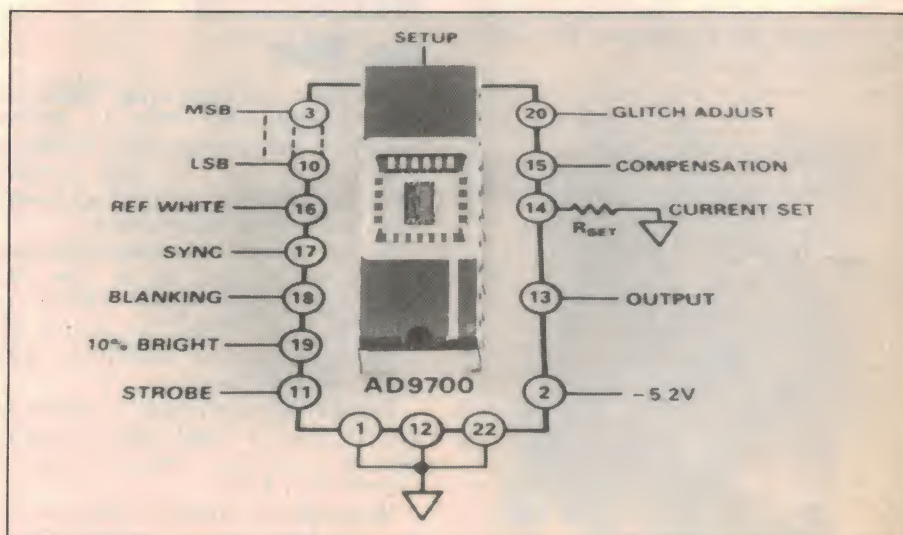 SETUP
MSB 3 20 GLITCH ADJUST
LSB 10 15 COMPENSATION
REF WHITE 16 14 CURRENT SET
RSET
SYNC 17
BLANKING 18 13 OUTPUT
10% BRIGHT 19
AD9700
STROBE 11 2 -5.2V
1 12 22